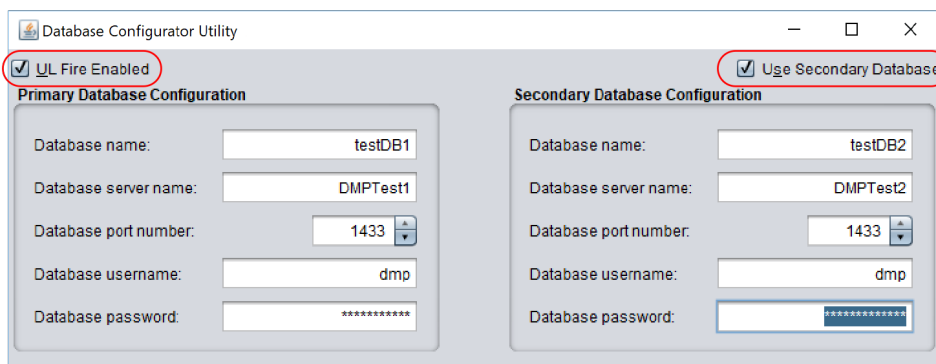 Database Configurator Utility
UL Fire Enabled
Use Secondary Database
Primary Database Configuration
Database name: testDB1
Database server name: DMPTest1
Database port number: 1433
Database username: dmp
Database password: ***********
Secondary Database Configuration
Database name: testDB2
Database server name: DMPTest2
Database port number: 1433
Database username: dmp
Database password: *************